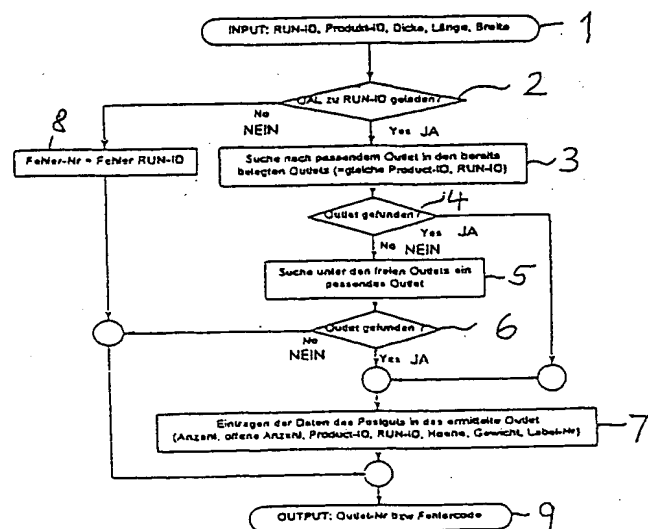 INPUT: RUN-ID, Produkt-ID, Dicke, Länge, Breite
1
OAL zu RUN-ID geladen?
2
No
NEIN
Yes JA
8
Fehler-Nr = Fehler RUN-ID
Suche nach passendem Outlet in den bereits
belegten Outlets (=gleiche Product-ID, RUN-ID)
3
Outlet gefunden?
4
Yes JA
No
NEIN
Suche unter den freien Outlets ein
passendes Outlet
5
Outlet gefunden?
6
No
NEIN
Yes JA
Eintragen der Daten des Postguts in das ermittelte Outlet
(Anzahl, offene Anzahl, Product-ID, RUN-ID, Hoehe, Gewicht, Label-Nr)
7
OUTPUT: Outlet-Nr bzw Fehlercode
9